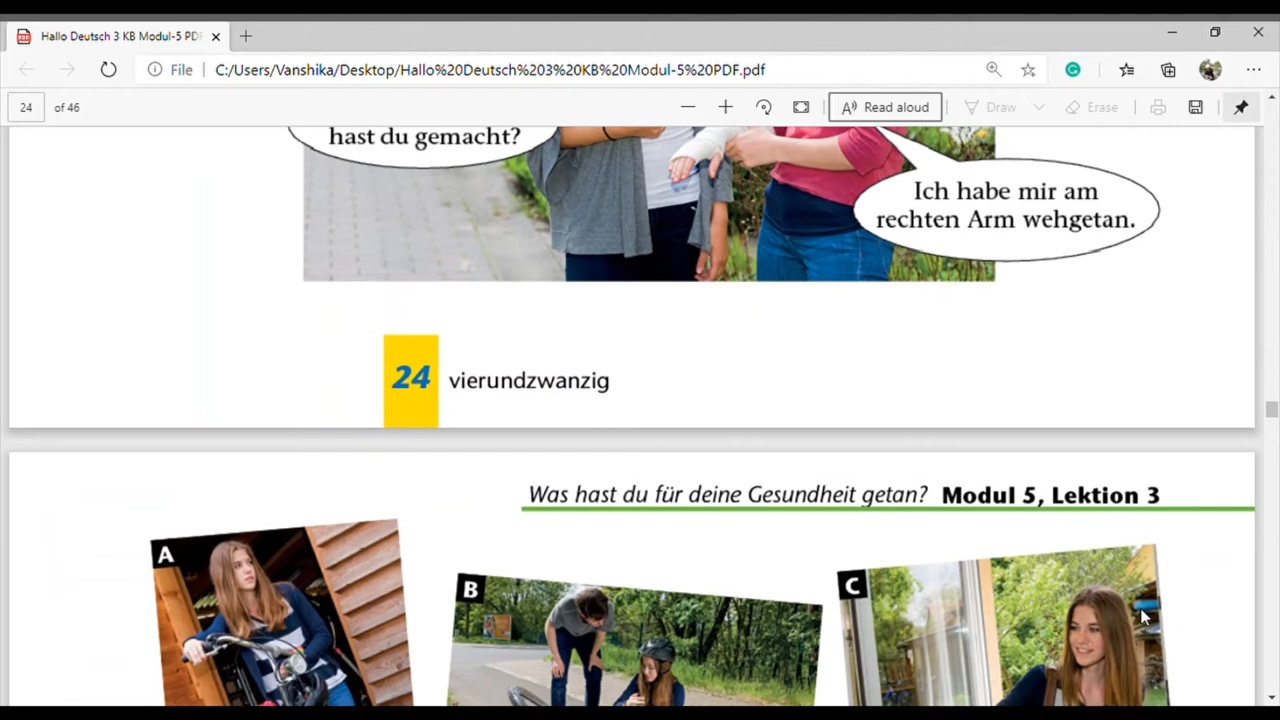 Hallo Deutsch 3 KB Modul-5 PDF
File
C:/Users/Vanshika/Desktop/Hallo%20Deutsch%203%20KB%20Modul-5%20PDF.pdf
24 of 46
Read aloud
Draw
Erase
hast du gemacht?
Ich habe mir am
rechten Arm wehgetan.
24 vierundzwanzig
Was hast du für deine Gesundheit getan? Modul 5, Lektion 3
A
B
C